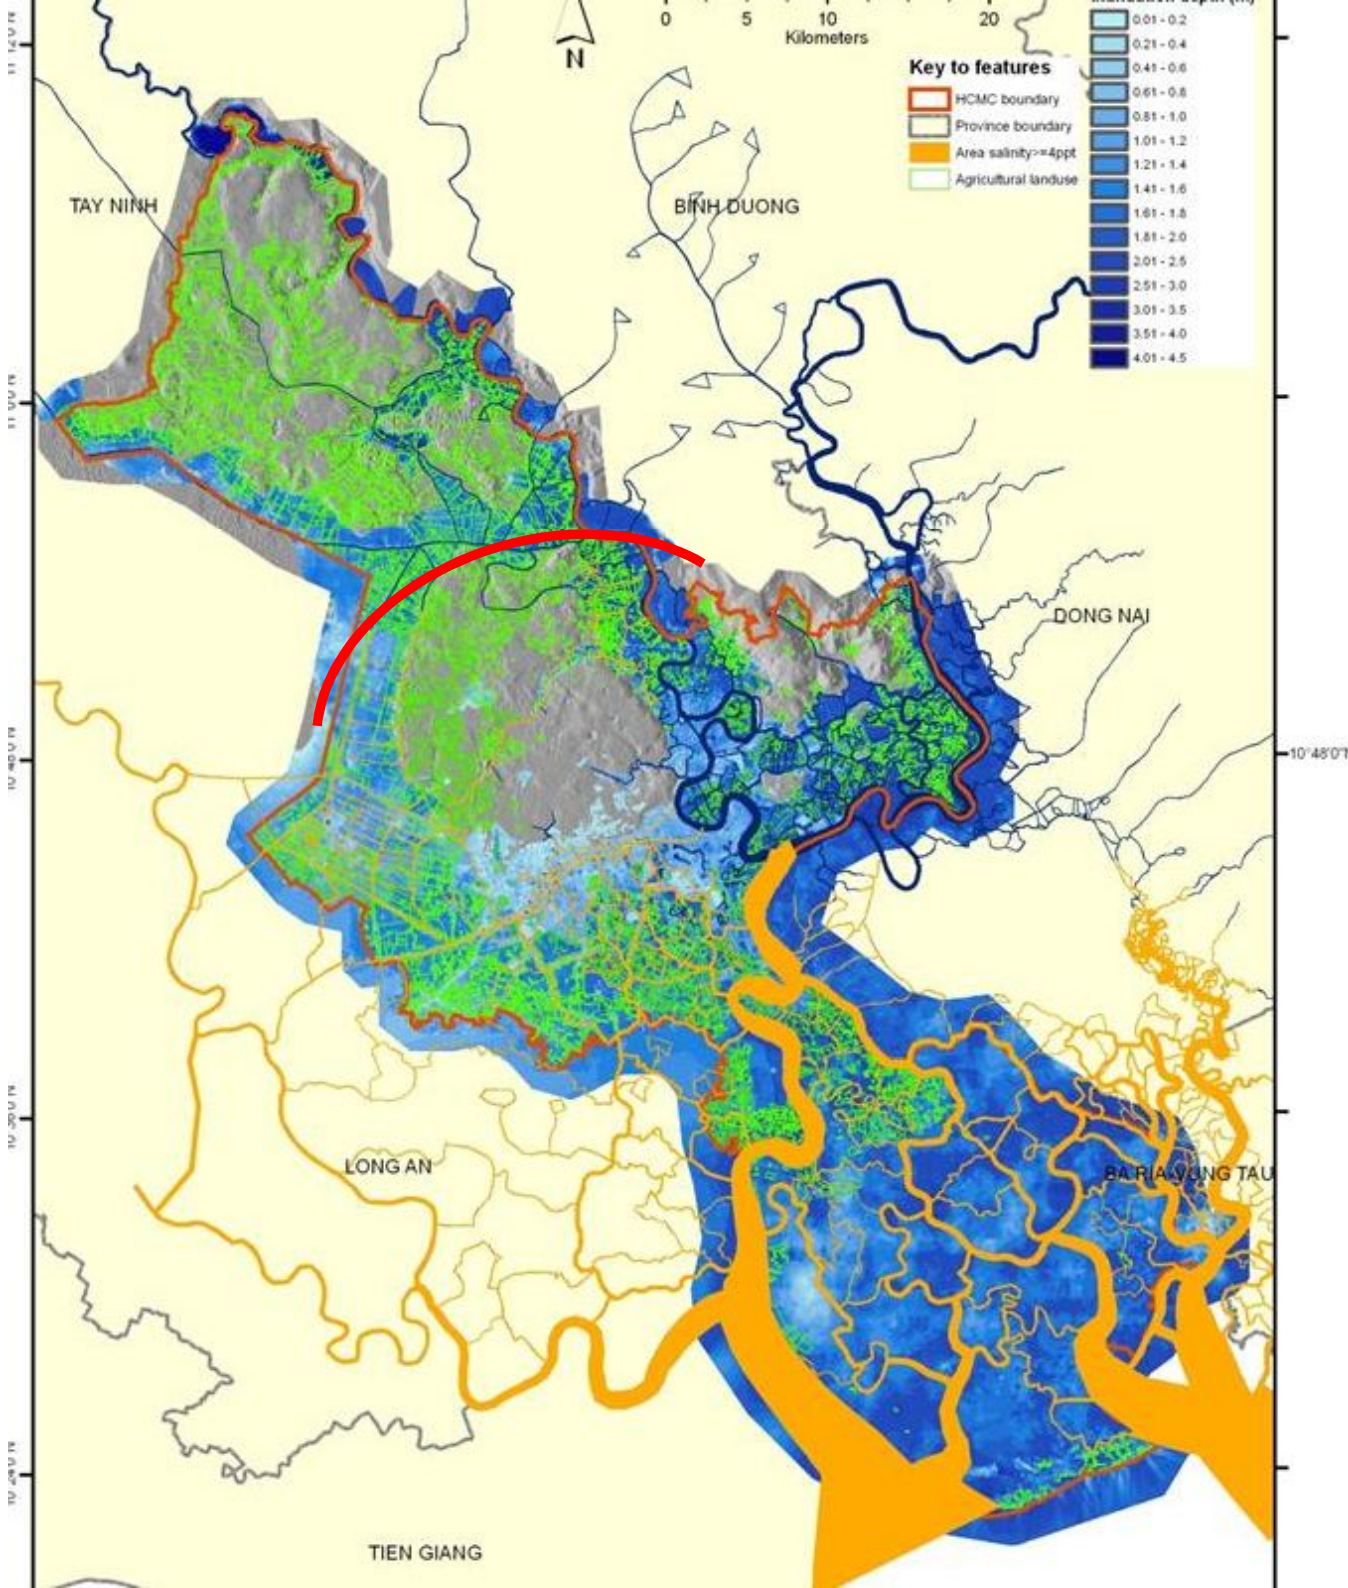 0 5 10 20
Kilometers
N
Key to features
HCMC boundary
Province boundary
Area salinity>=4ppt
Agricultural landuse
0.01 - 0.2
0.21 - 0.4
0.41 - 0.6
0.61 - 0.8
0.81 - 1.0
1.01 - 1.2
1.21 - 1.4
1.41 - 1.6
1.61 - 1.8
1.81 - 2.0
2.01 - 2.5
2.51 - 3.0
3.01 - 3.5
3.51 - 4.0
4.01 - 4.5
TAY NINH
BINH DUONG
DONG NAI
10°48'0"
LONG AN
BA RIA-VUNG TAU
TIEN GIANG